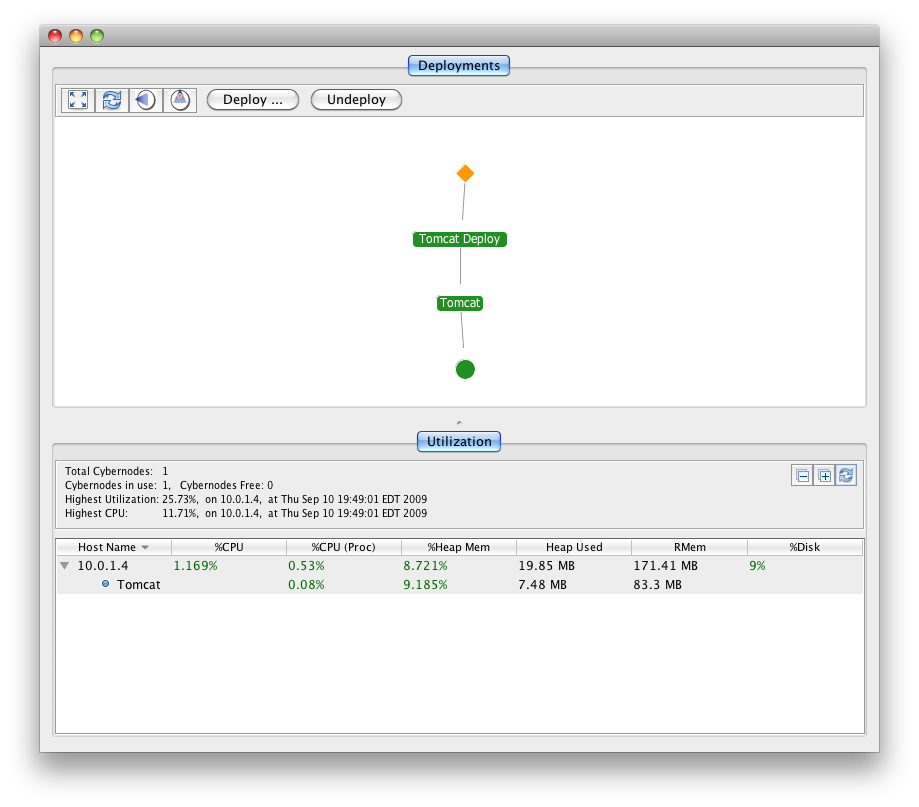 Deployments
Deploy ... Undeploy
Tomcat Deploy
Tomcat
Utilization
Total Cybernodes: 1
Cybernodes in use: 1, Cybernodes Free: 0
Highest Utilization: 25.73%, on 10.0.1.4, at Thu Sep 10 19:49:01 EDT 2009
Highest CPU: 11.71%, on 10.0.1.4, at Thu Sep 10 19:49:01 EDT 2009
Host Name %CPU %CPU (Proc) %Heap Mem Heap Used RMem %Disk
10.0.1.4 1.169% 0.53% 8.721% 19.85 MB 171.41 MB 9%
Tomcat 0.08% 9.185% 7.48 MB 83.3 MB